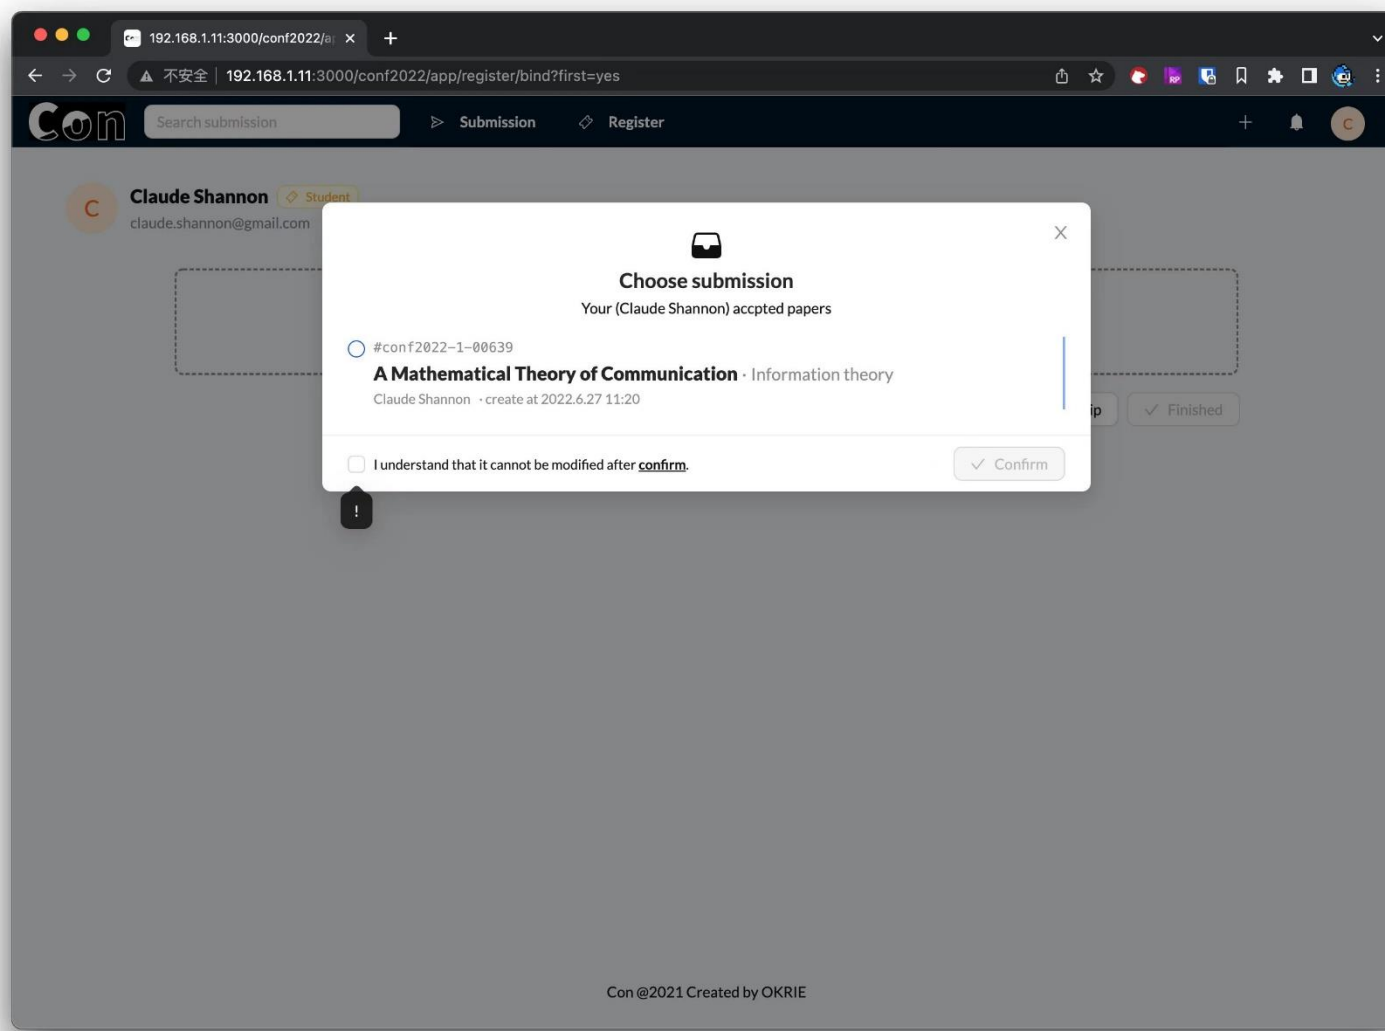 192.168.1.11:3000/conf2022/a
不安全 | 192.168.1.11:3000/conf2022/app/register/bind?first=yes
RP
Con
Search submission
Submission
Register
C
C
Claude Shannon
Student
claude.shannon@gmail.com
Choose submission
Your (Claude Shannon) accpted papers
#conf2022-1-00639
A Mathematical Theory of Communication · Information theory
Claude Shannon · create at 2022.6.27 11:20
ip
Finished
I understand that it cannot be modified after confirm.
Confirm
!
Con @2021 Created by OKRIE